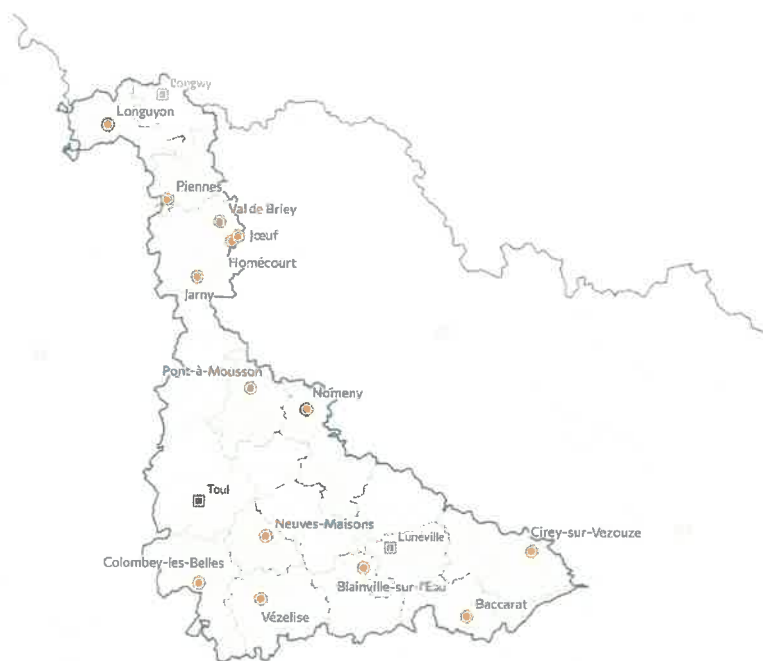 Longwy
Longuyon
Piennes
Val de Briey
Jœuf
Homécourt
Jarny
Pont-à-Mousson
Nomeny
Toul
Neuves-Maisons
Lunéville
Cirey-sur-Vezouze
Colombey-les-Belles
Blainville-sur-l'Eau
Vézelise
Baccarat